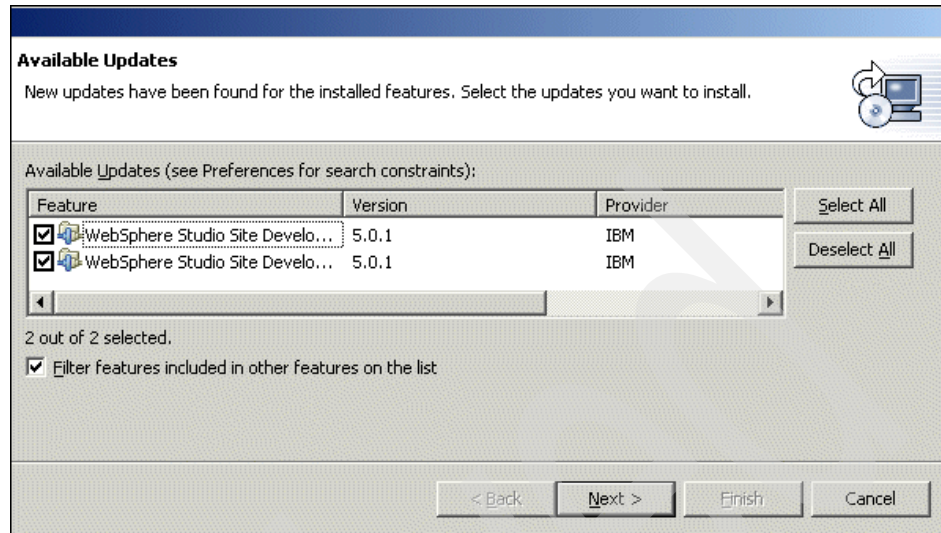 Available Updates
New updates have been found for the installed features. Select the updates you want to install.
Available Updates (see Preferences for search constraints):
Feature Version Provider
WebSphere Studio Site Develo... 5.0.1 IBM
WebSphere Studio Site Develo... 5.0.1 IBM
Select All
Deselect All
2 out of 2 selected.
Filter features included in other features on the list
< Back Next > Finish Cancel